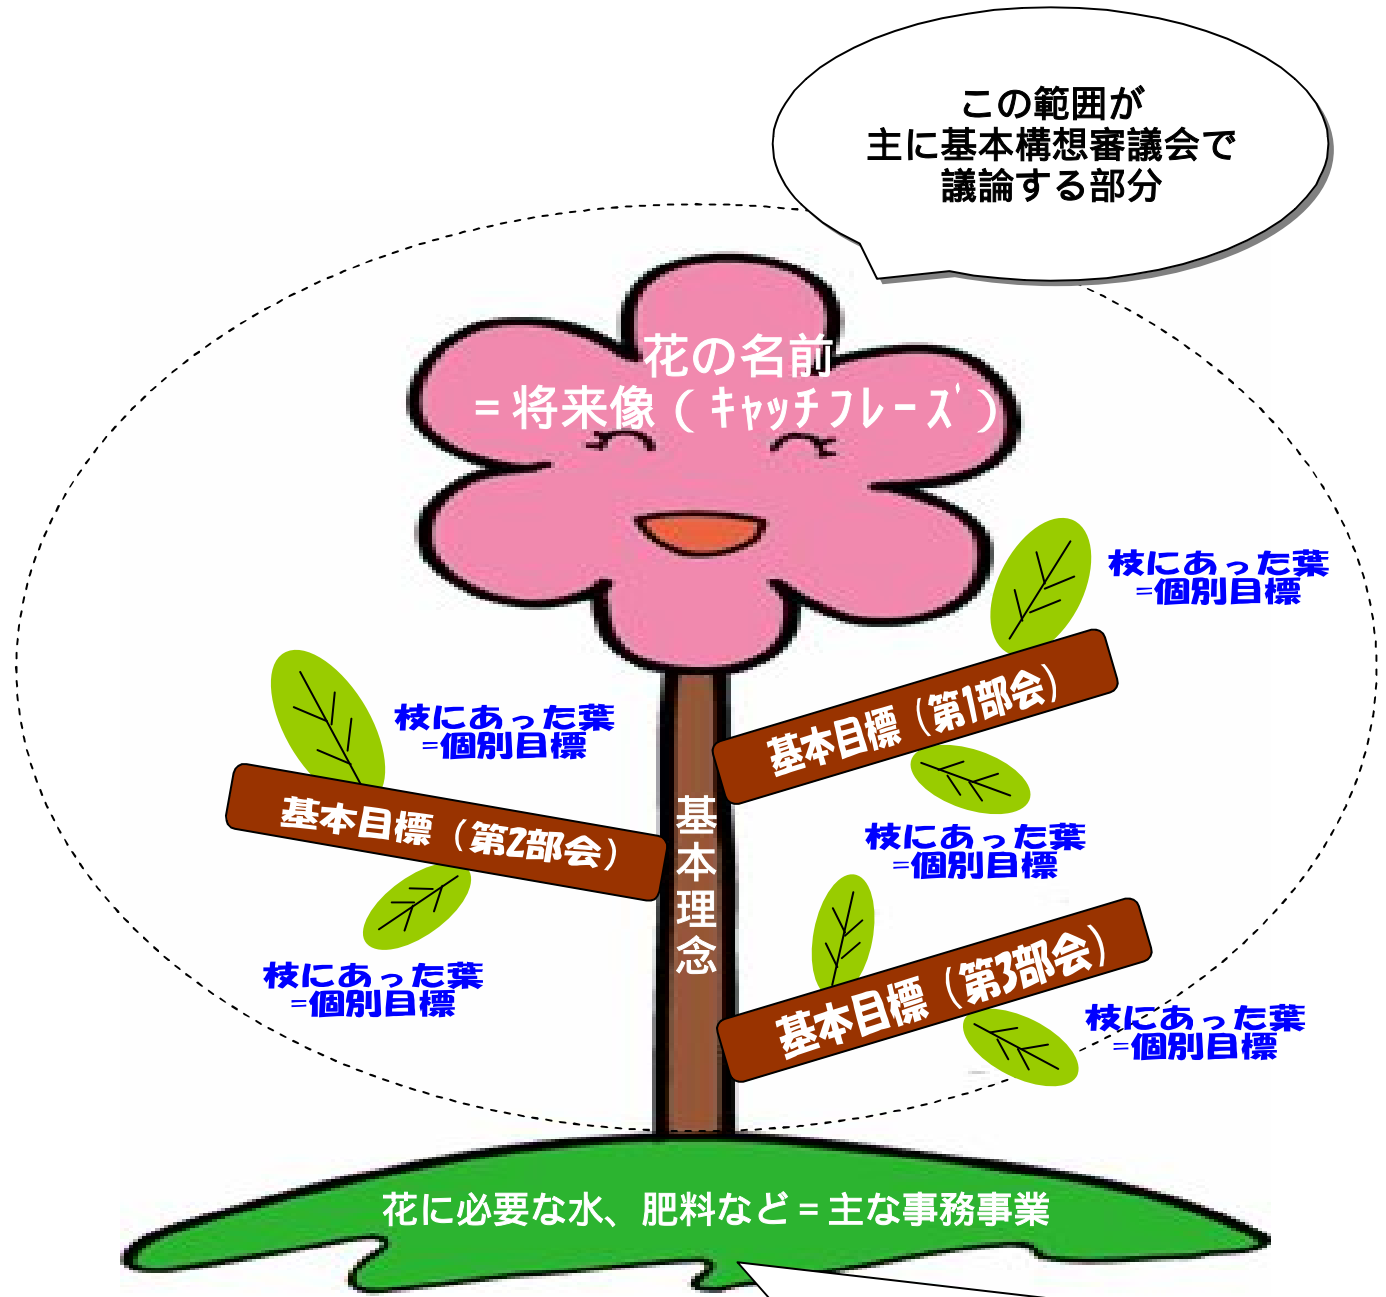 この範囲が
主に基本構想審議会で
議論する部分
花の名前
＝将来像（ｷｬｯﾁﾌﾚｰｽﾞ）
枝にあった葉
=個別目標
基本目標（第1部会）
枝にあった葉
=個別目標
基本目標（第2部会）
枝にあった葉
=個別目標
基本理念
枝にあった葉
=個別目標
基本目標（第3部会）
枝にあった葉
=個別目標
花に必要な水、肥料など＝主な事務事業